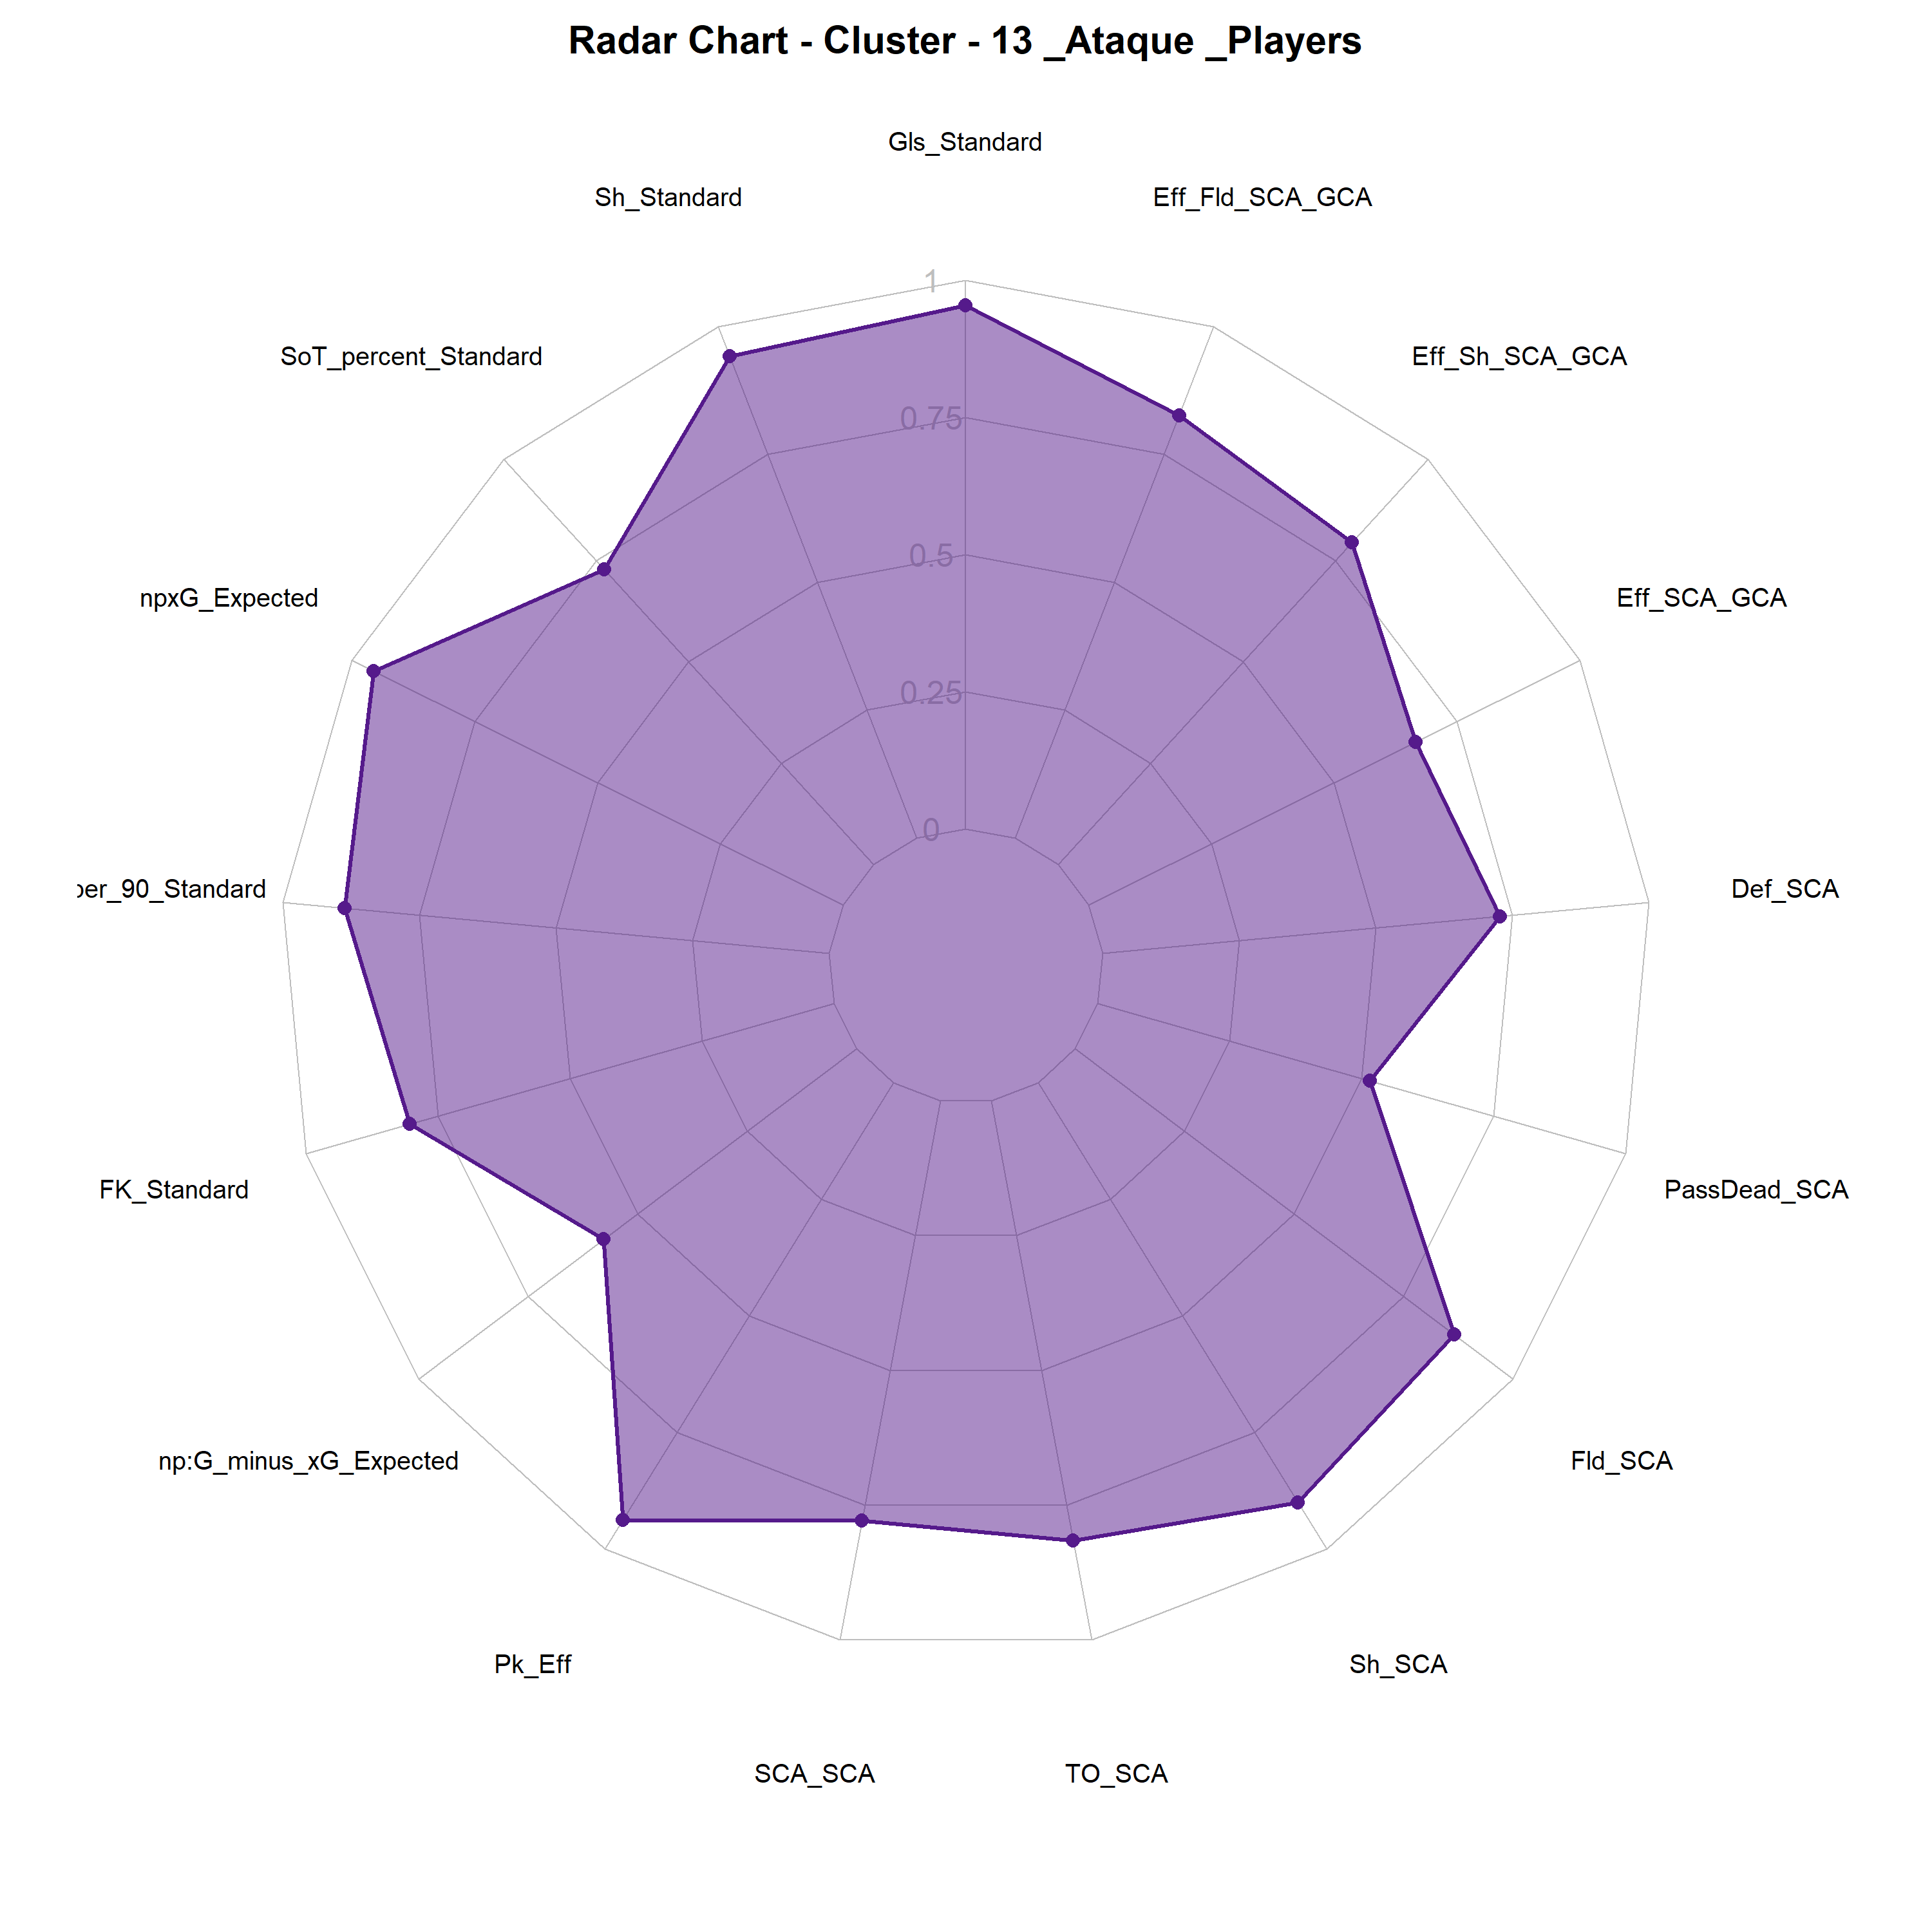 Radar Chart - Cluster - 13 _Ataque _Players
Gls_Standard
Sh_Standard
Eff_Fld_SCA_GCA
SoT_percent_Standard
Eff_Sh_SCA_GCA
npxG_Expected
Eff_SCA_GCA
per_90_Standard
Def_SCA
FK_Standard
PassDead_SCA
np:G_minus_xG_Expected
Fld_SCA
Pk_Eff
Sh_SCA
SCA_SCA
TO_SCA
1
0.75
0.5
0.25
0